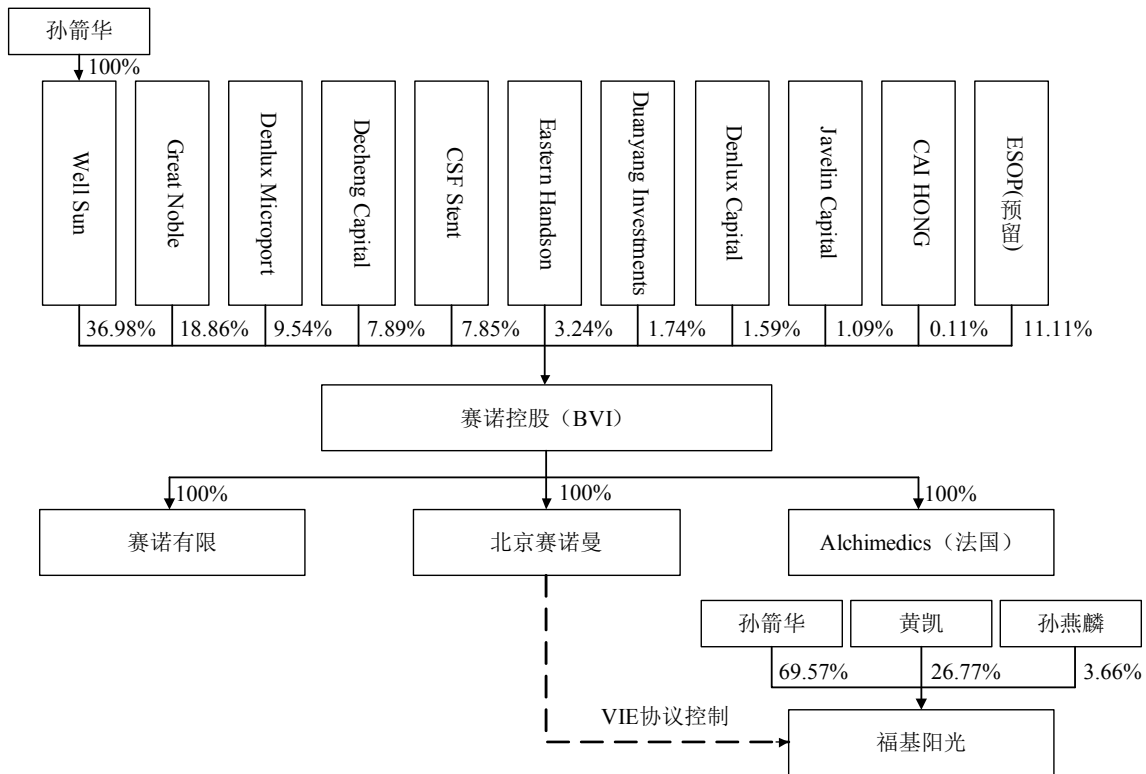 孙箭华
100%
Well Sun
Great Noble
Denlux Microport
Decheng Capital
CSF Stent
Eastern Handson
Duanyang Investments
Denlux Capital
Javelin Capital
CAI HONG
ESOP(预留)
36.98%
18.86%
9.54%
7.89%
7.85%
3.24%
1.74%
1.59%
1.09%
0.11%
11.11%
赛诺控股（BVI）
100%
100%
100%
赛诺有限
北京赛诺曼
Alchimedics（法国）
孙箭华
黄凯
孙燕麟
69.57%
26.77%
3.66%
VIE协议控制
福基阳光